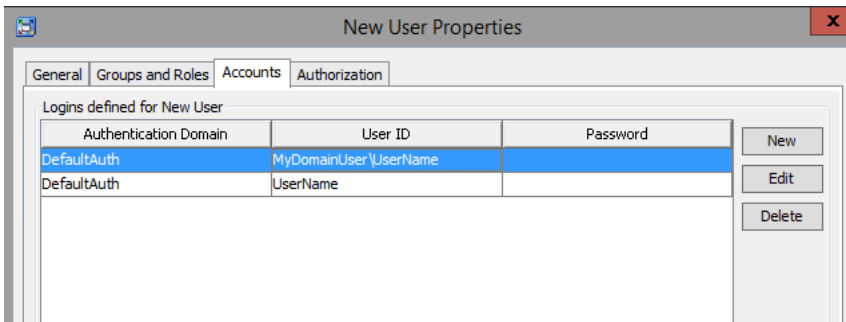 New User Properties
x
General Groups and Roles Accounts Authorization
Logins defined for New User
Authentication Domain User ID Password
New
DefaultAuth MyDomainUser\UserName
DefaultAuth UserName
Edit
Delete